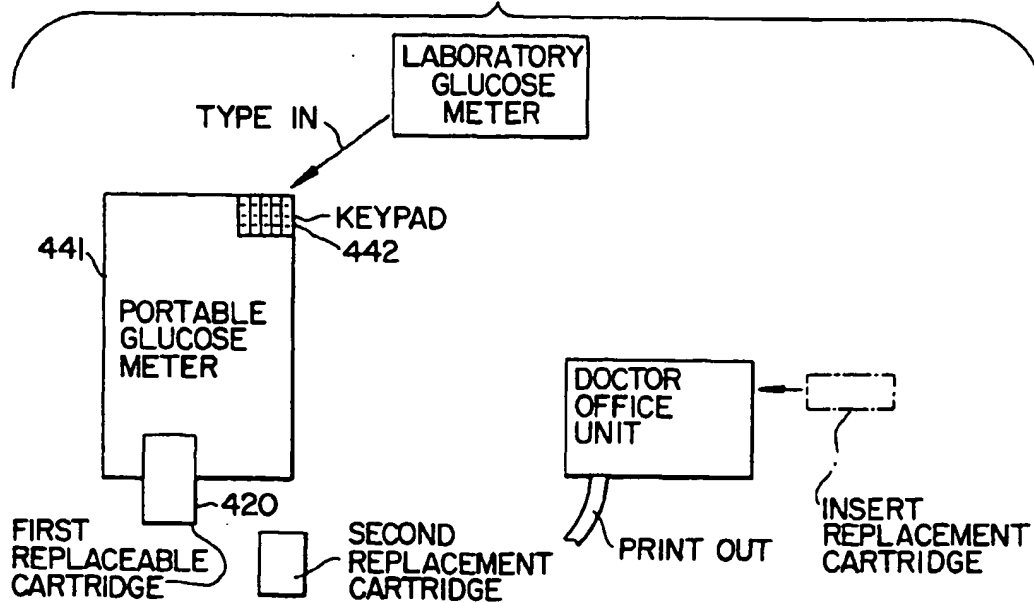 LABORATORY
GLUCOSE
METER
TYPE IN
KEYPAD
442
441
PORTABLE
GLUCOSE
METER
420
FIRST
REPLACEABLE
CARTRIDGE
SECOND
REPLACEMENT
CARTRIDGE
DOCTOR
OFFICE
UNIT
PRINT OUT
INSERT
REPLACEMENT
CARTRIDGE